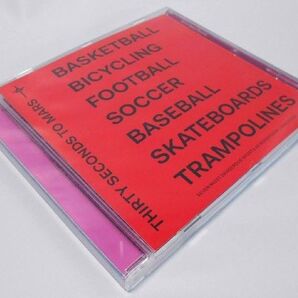 THIRTY SECONDS TO MARS
BASKETBALL
BICYCLING
FOOTBALL
SOCCER
BASEBALL
SKATEBOARDS
TRAMPOLINES